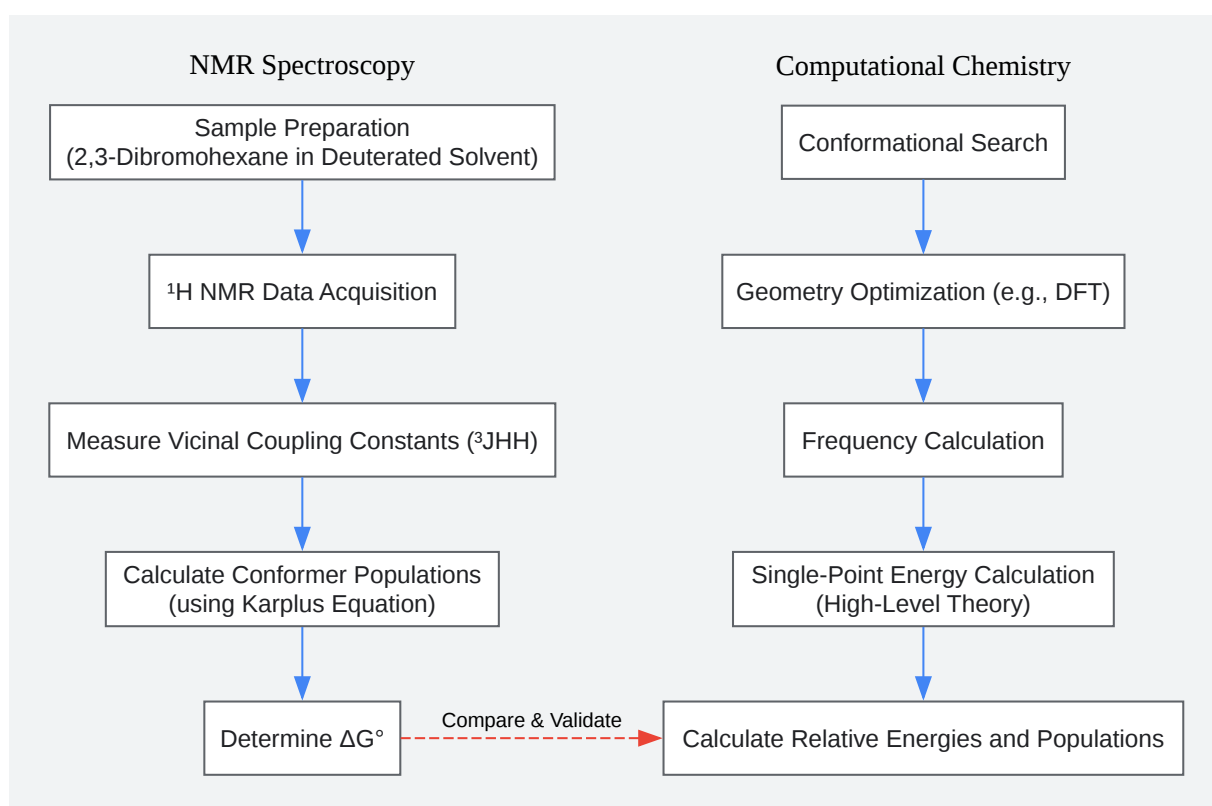 NMR Spectroscopy
Sample Preparation
(2,3-Dibromohexane in Deuterated Solvent)
¹H NMR Data Acquisition
Measure Vicinal Coupling Constants (³JHH)
Calculate Conformer Populations
(using Karplus Equation)
Determine ΔG°
Compare & Validate
Computational Chemistry
Conformational Search
Geometry Optimization (e.g., DFT)
Frequency Calculation
Single-Point Energy Calculation
(High-Level Theory)
Calculate Relative Energies and Populations